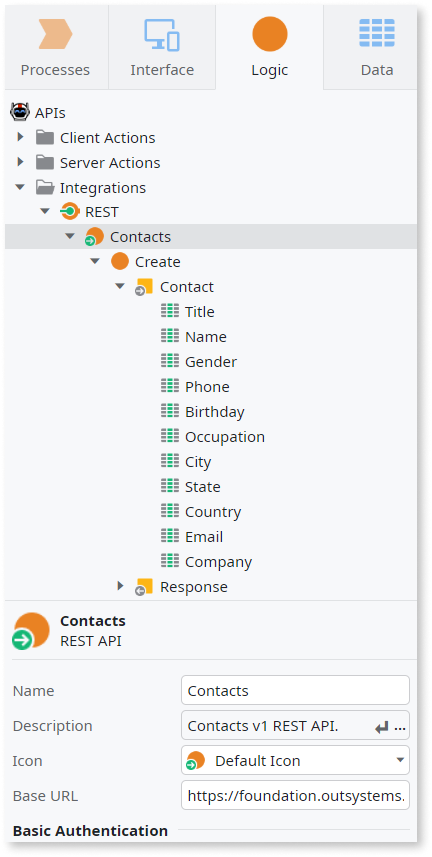 Processes
Interface
Logic
Data
APIs
Client Actions
Server Actions
Integrations
REST
Contacts
Create
Contact
Title
Name
Gender
Phone
Birthday
Occupation
City
State
Country
Email
Company
Response
Contacts
REST API
Name Contacts
Description Contacts v1 REST API. ...
Icon Default Icon
Base URL https://foundation.outsystems.
Basic Authentication